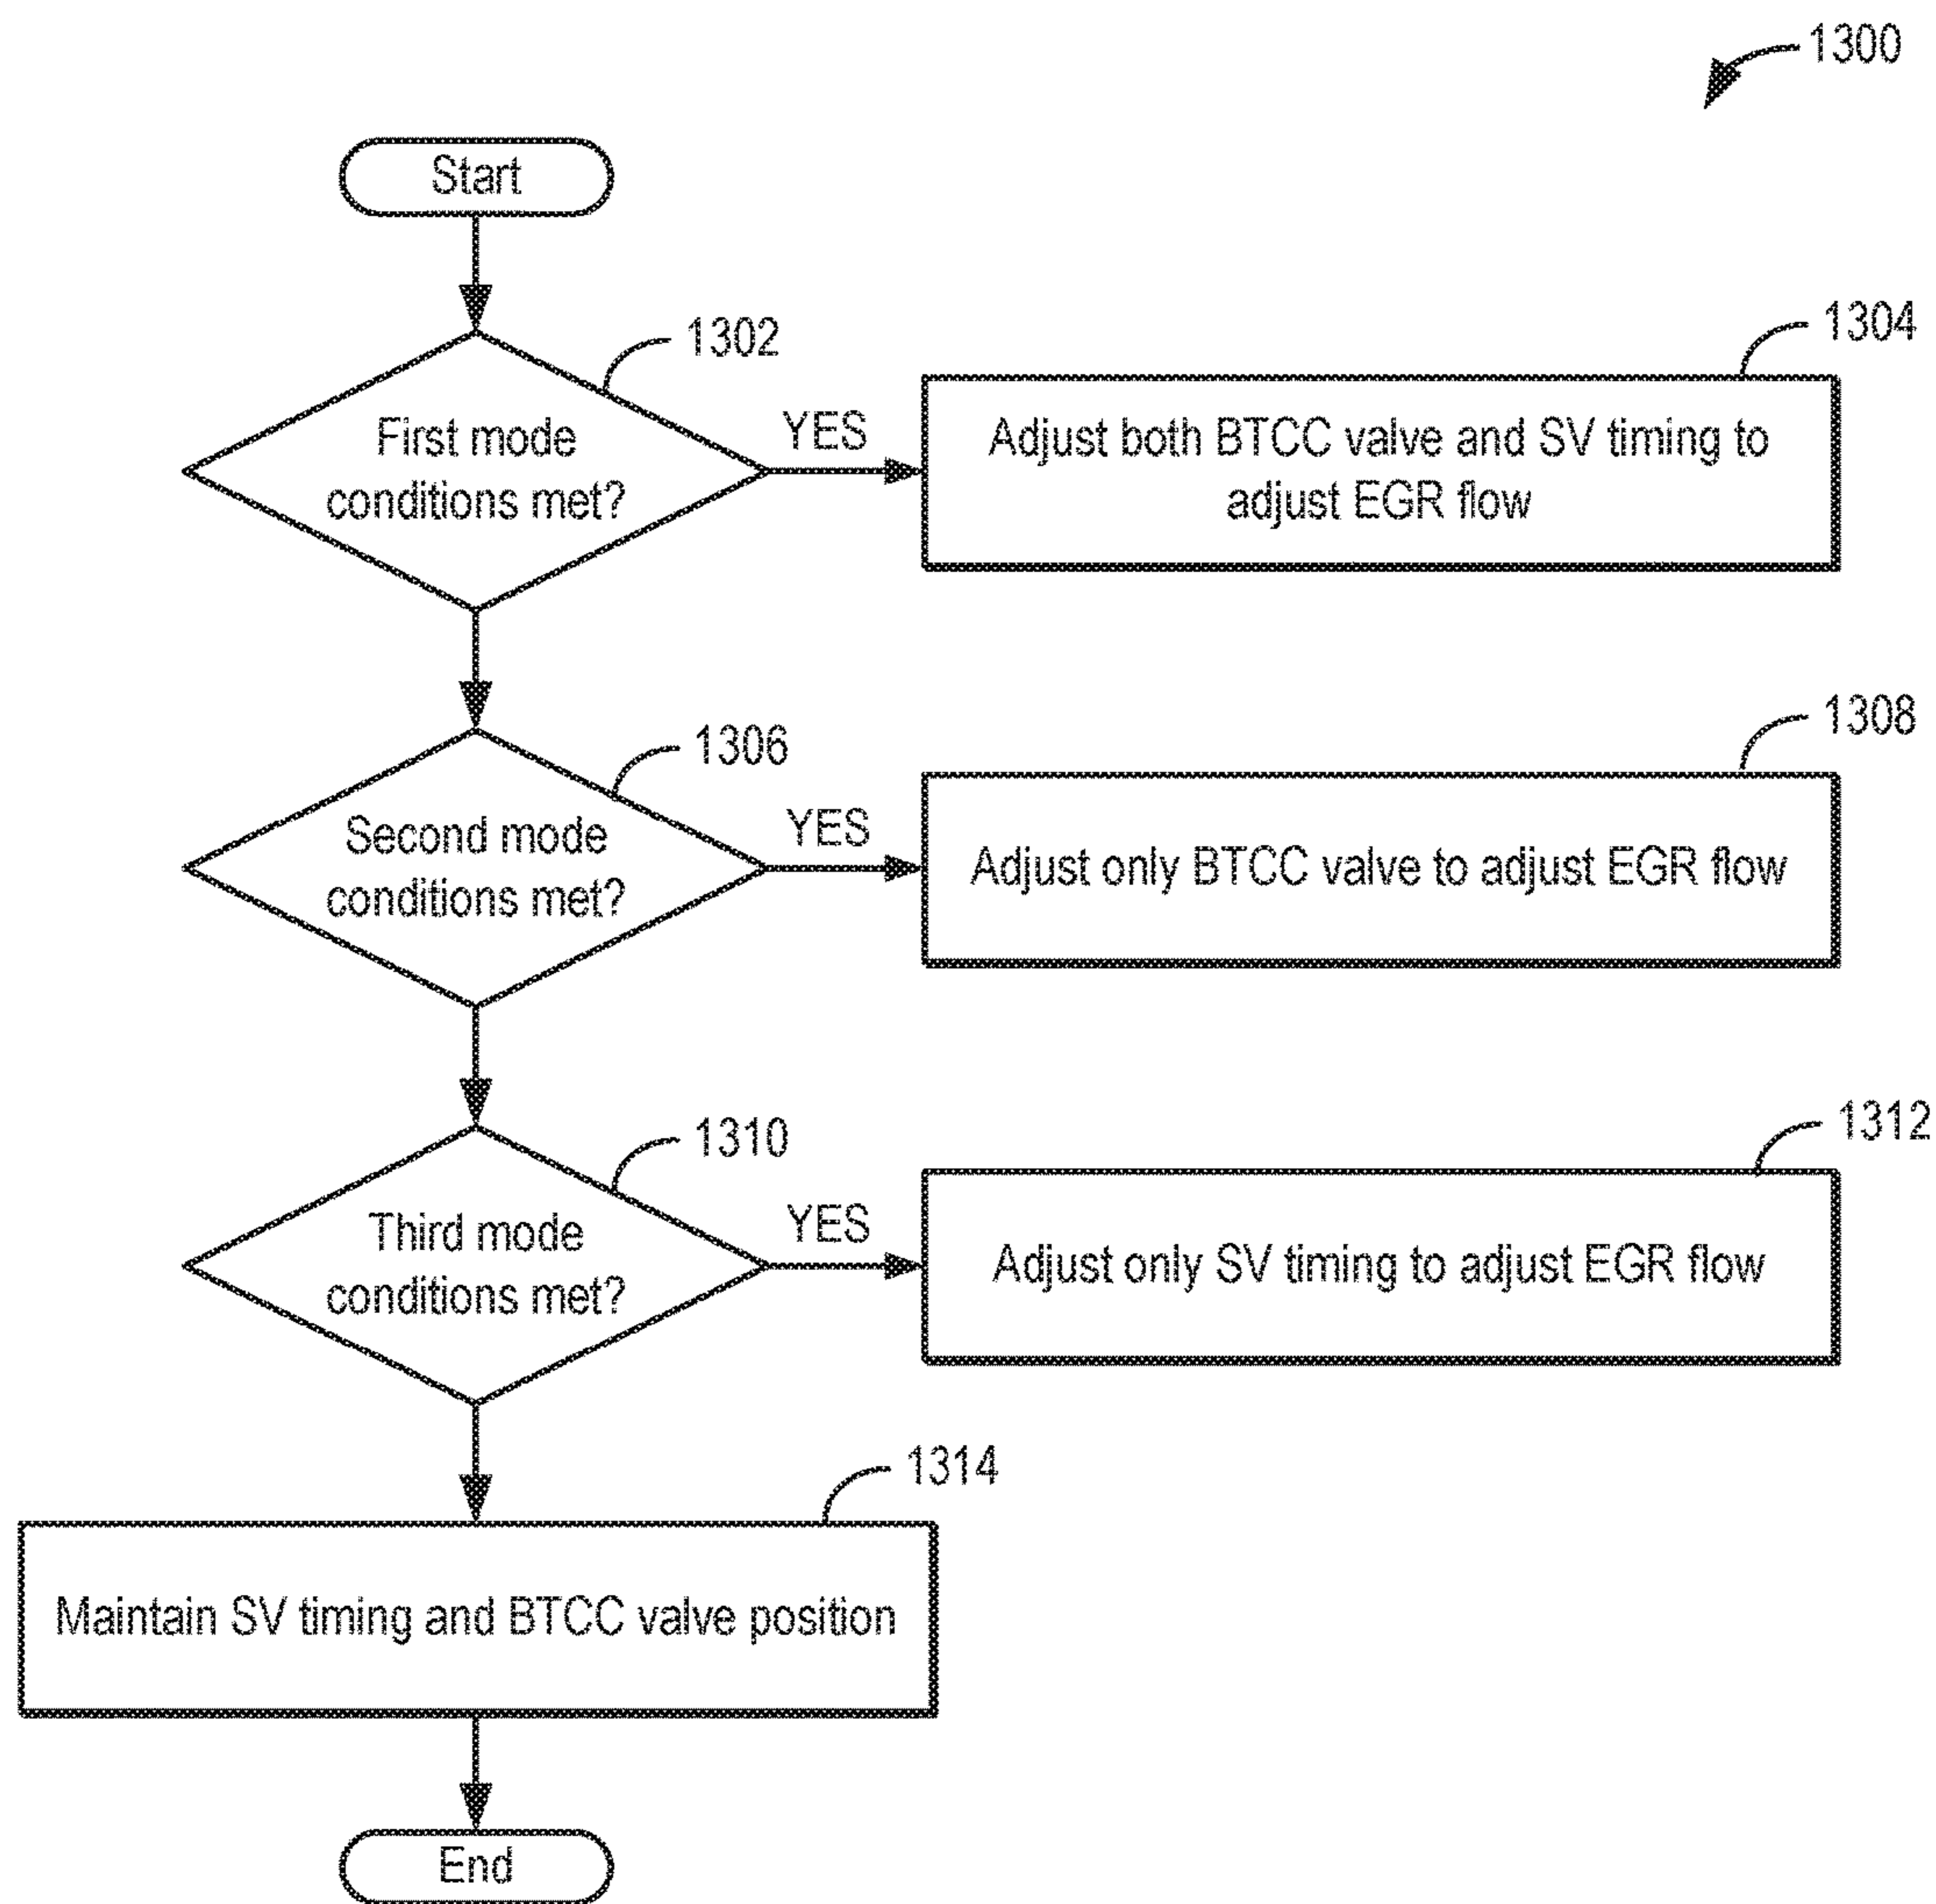 1300
Start
1302
First mode
conditions met?
YES
1304
Adjust both BTCC valve and SV timing to
adjust EGR flow
1306
Second mode
conditions met?
YES
1308
Adjust only BTCC valve to adjust EGR flow
1310
Third mode
conditions met?
YES
1312
Adjust only SV timing to adjust EGR flow
1314
Maintain SV timing and BTCC valve position
End